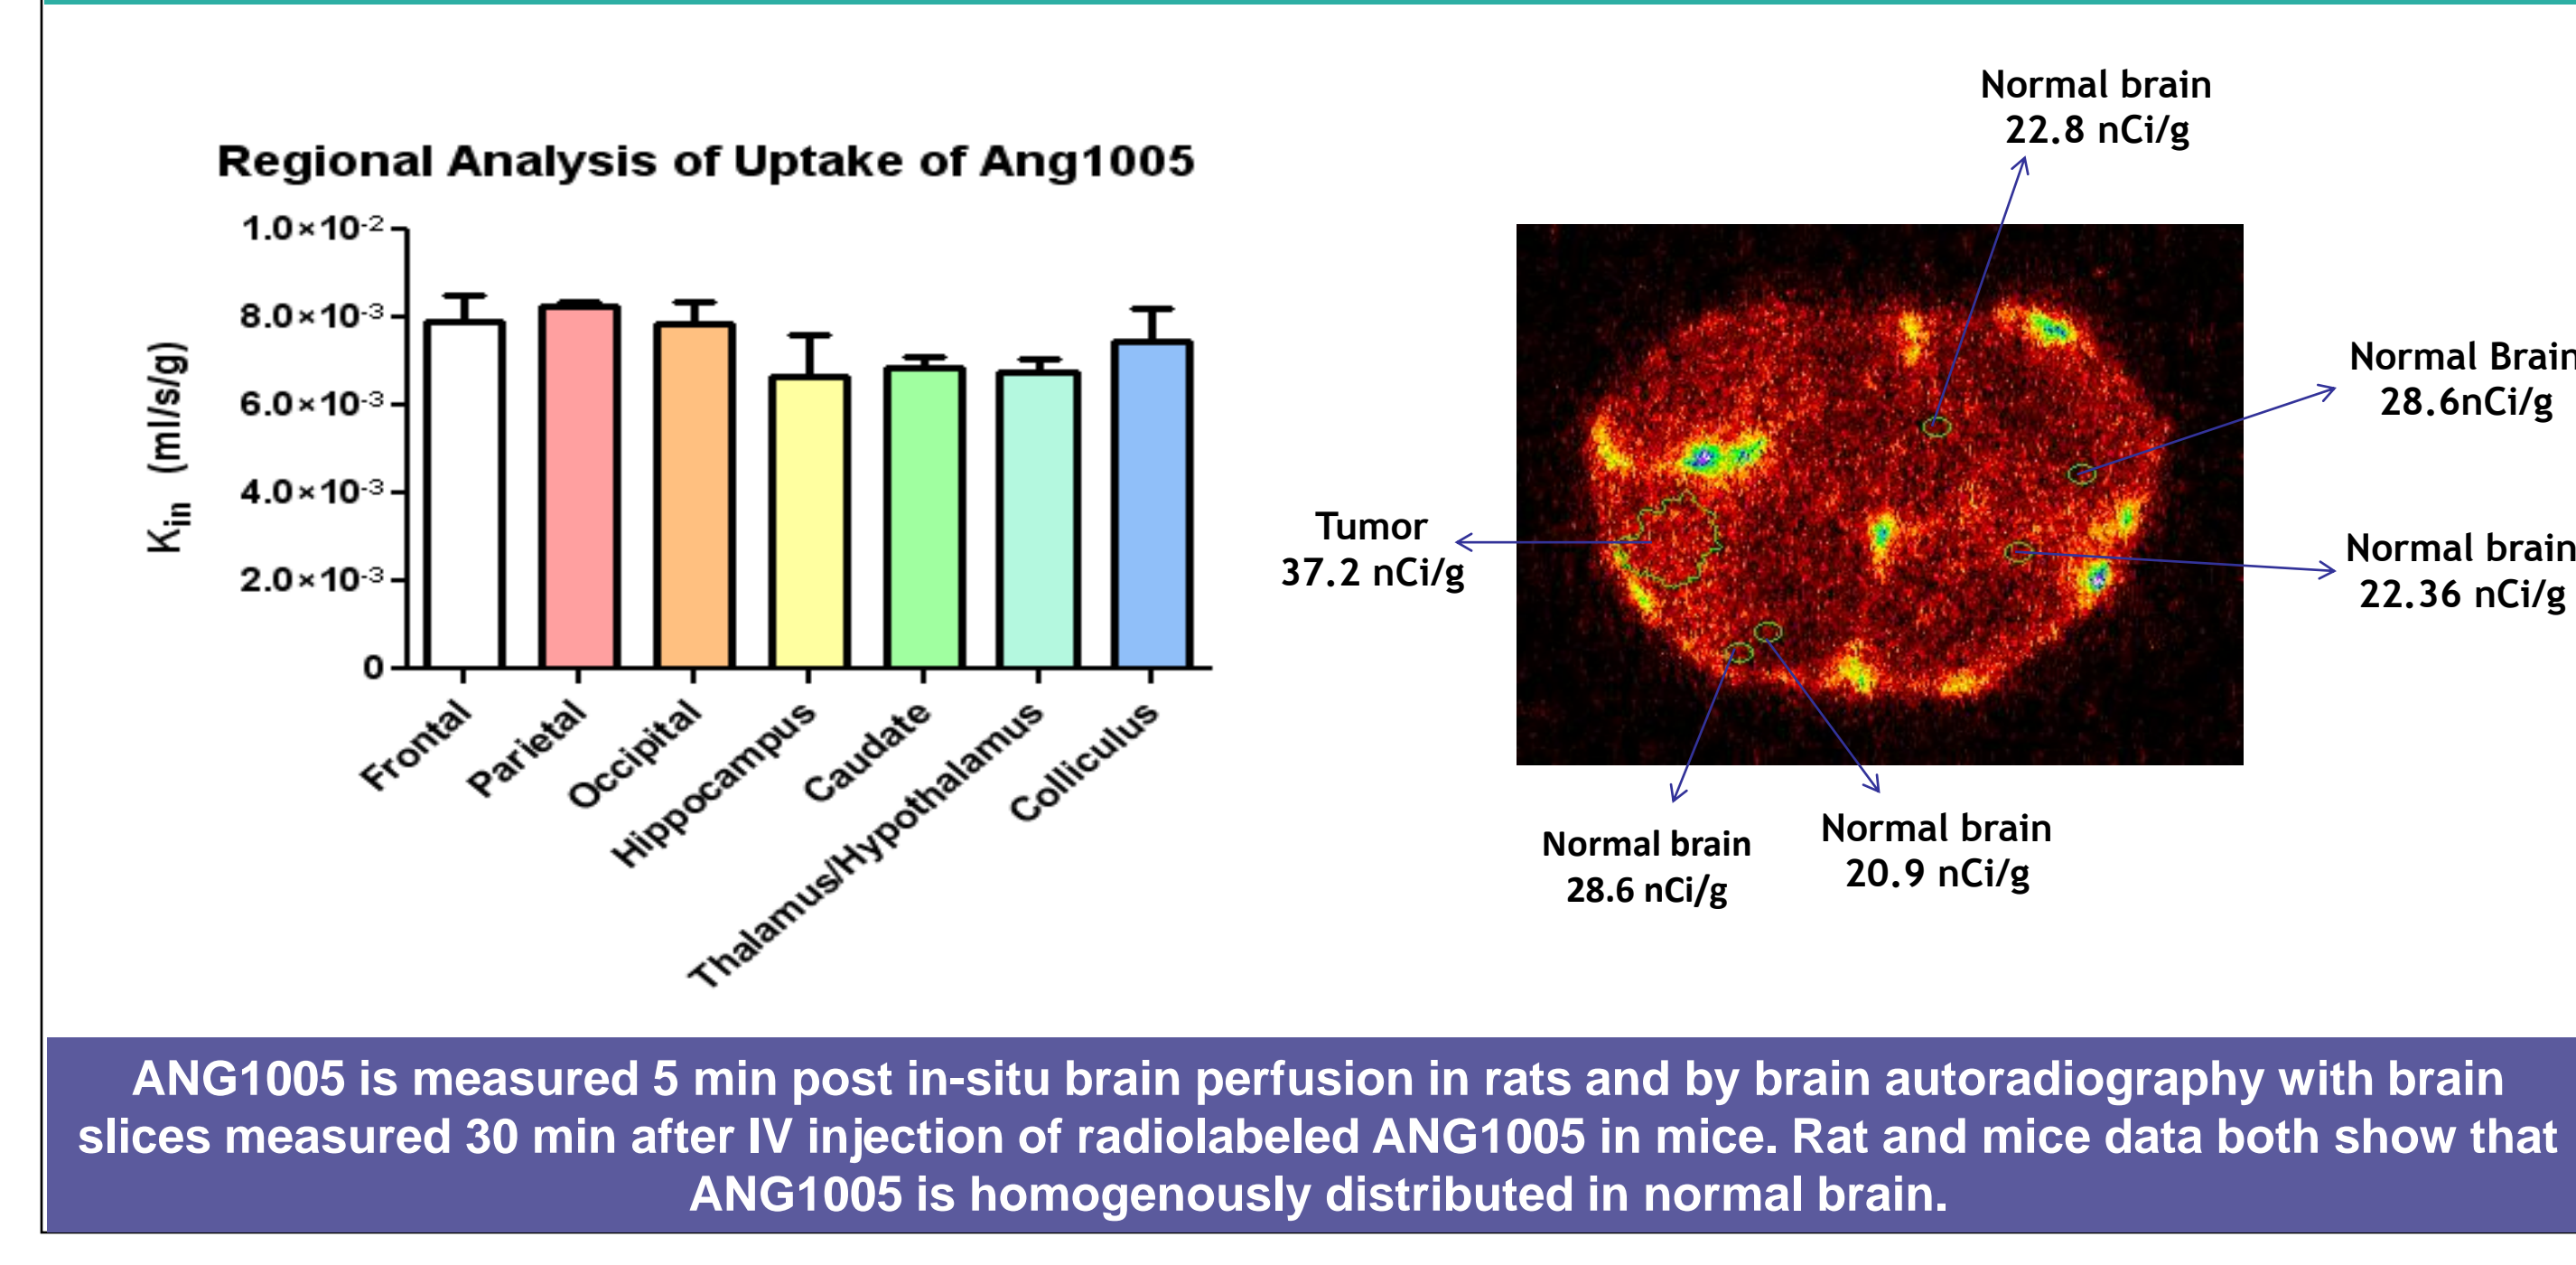 Regional Analysis of Uptake of Ang1005
1.0×10⁻²
8.0×10⁻³
6.0×10⁻³
4.0×10⁻³
2.0×10⁻³
0
Kᵢₙ (ml/s/g)
Frontal
Parietal
Occipital
Hippocampus
Caudate
Thalamus/Hypothalamus
Colliculus
Normal brain
22.8 nCi/g
Normal Brain
28.6nCi/g
Tumor
37.2 nCi/g
Normal brain
22.36 nCi/g
Normal brain
28.6 nCi/g
Normal brain
20.9 nCi/g
ANG1005 is measured 5 min post in-situ brain perfusion in rats and by brain autoradiography with brain
slices measured 30 min after IV injection of radiolabeled ANG1005 in mice. Rat and mice data both show that
ANG1005 is homogenously distributed in normal brain.